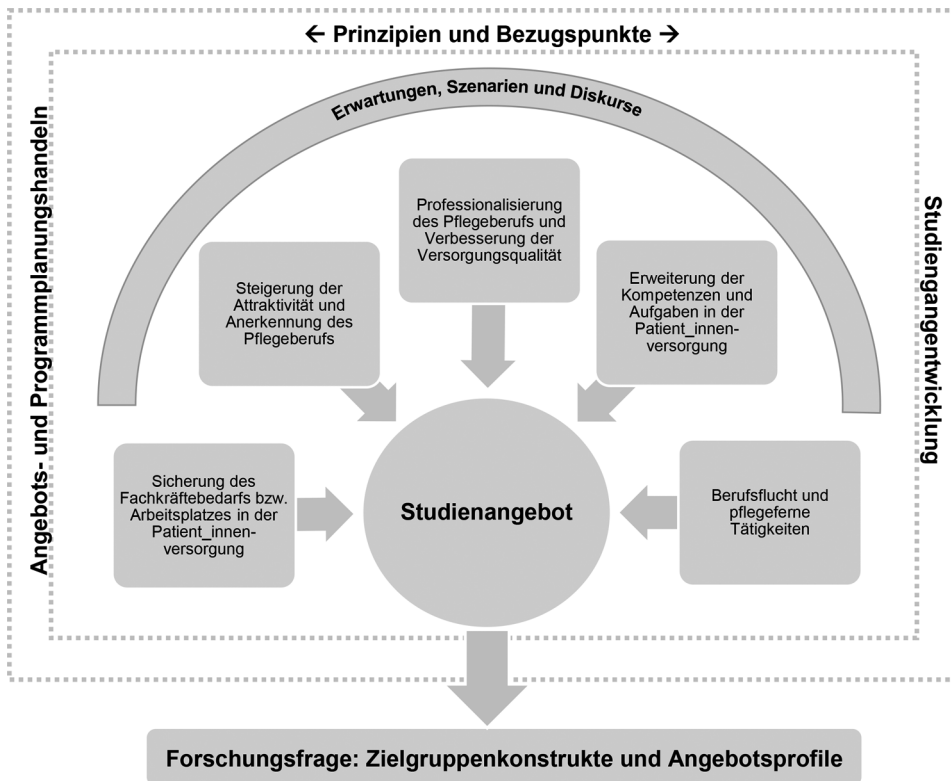 ← Prinzipien und Bezugspunkte →
Erwartungen, Szenarien und Diskurse
Angebots- und Programmplanungshandeln
Studiengangentwicklung
Professionalisierung
des Pflegeberufs und
Verbesserung der
Versorgungsqualität
Steigerung der
Attraktivität und
Anerkennung des
Pflegeberufs
Erweiterung der
Kompetenzen und
Aufgaben in der
Patient_innen-
versorgung
Sicherung des
Fachkräftebedarfs bzw.
Arbeitsplatzes in der
Patient_innen-
versorgung
Studienangebot
Berufsflucht und
pflegeferne
Tätigkeiten
Forschungsfrage: Zielgruppenkonstrukte und Angebotsprofile